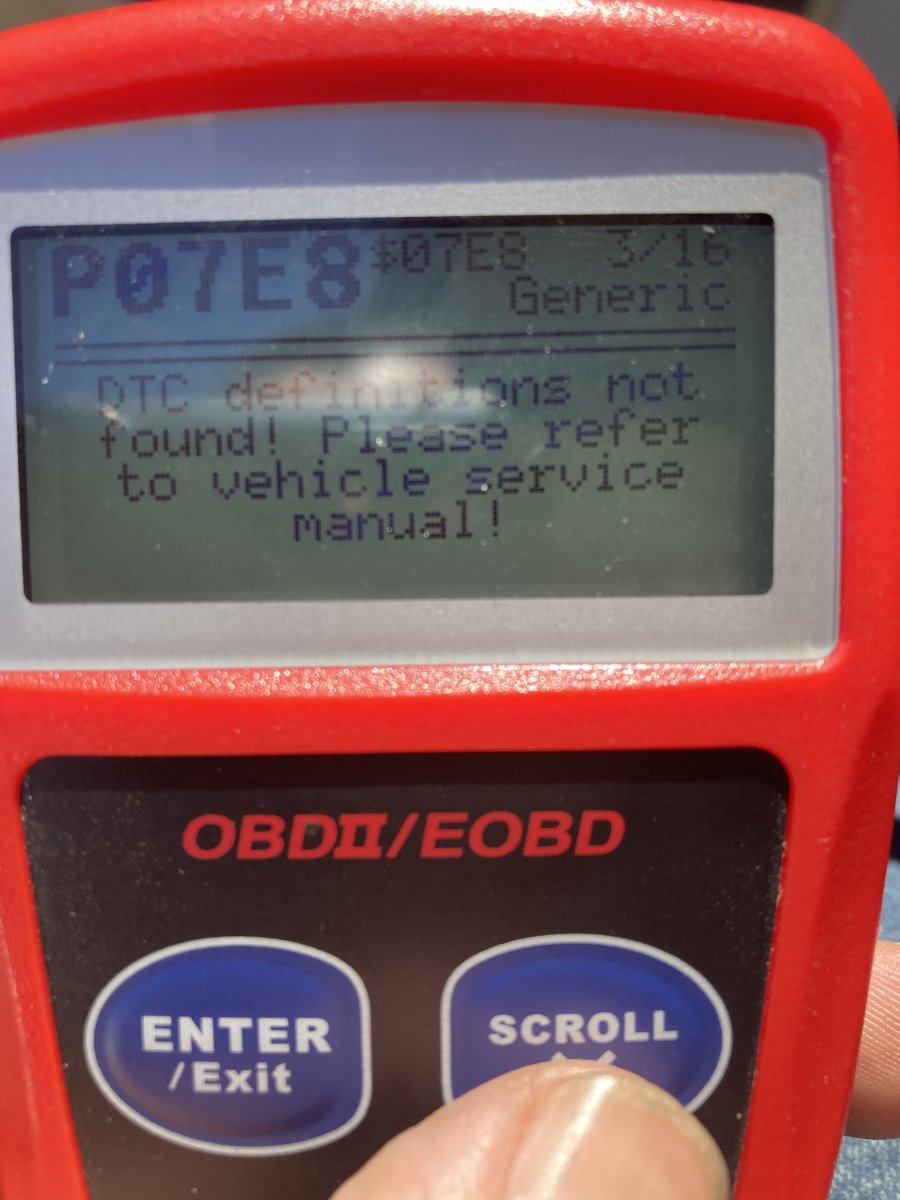 P07E8 $07E8 3/16
Generic
DTC definitions not
found! Please refer
to vehicle service
manual!
OBDII/EOBD
ENTER
/Exit
SCROLL